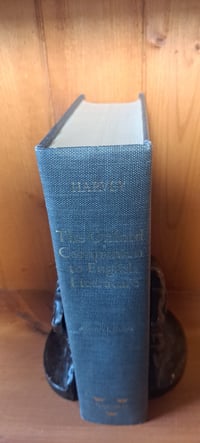 HARVEY
The Oxford
Companion
to English
Literature